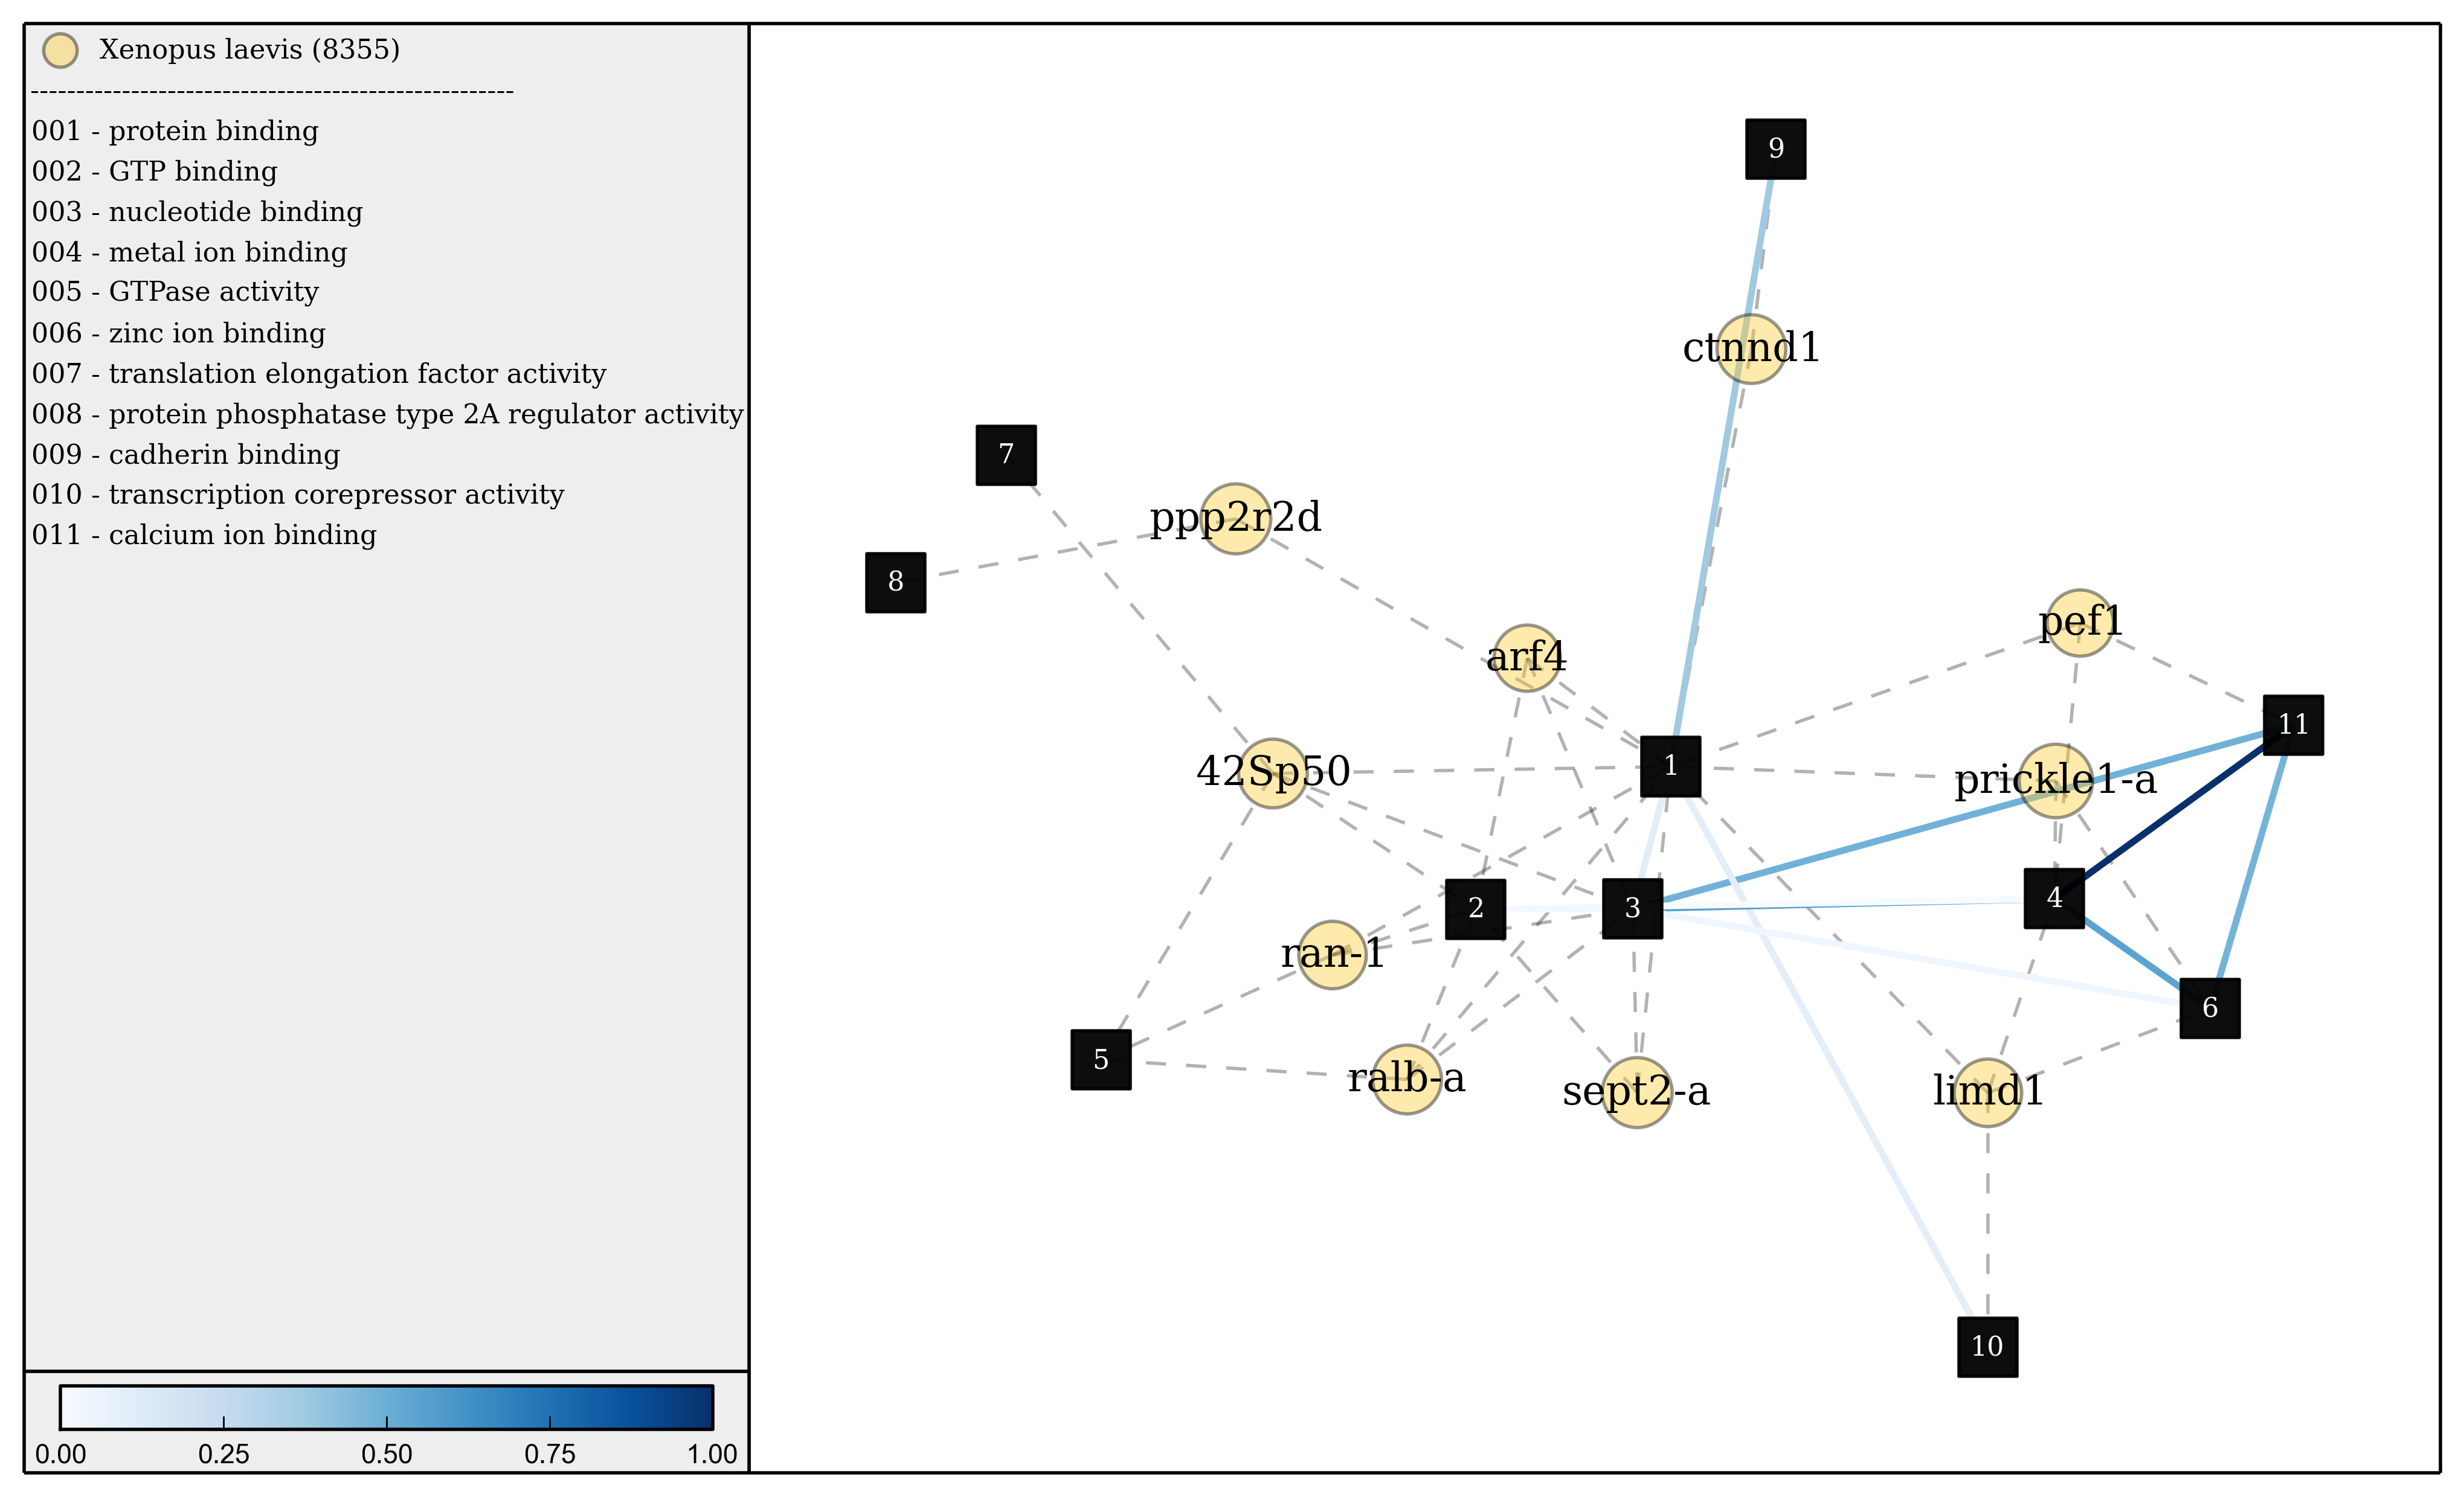 Xenopus laevis (8355)
-----------------------------------------------------
001 - protein binding
002 - GTP binding
003 - nucleotide binding
004 - metal ion binding
005 - GTPase activity
006 - zinc ion binding
007 - translation elongation factor activity
008 - protein phosphatase type 2A regulator activity
009 - cadherin binding
010 - transcription corepressor activity
011 - calcium ion binding
9
ctnnd1
7
ppp2r2d
8
pef1
arf4
11
1
42Sp50
prickle1-a
4
2
3
ran-1
6
5
ralb-a
sept2-a
limd1
10
0.00 0.25 0.50 0.75 1.00